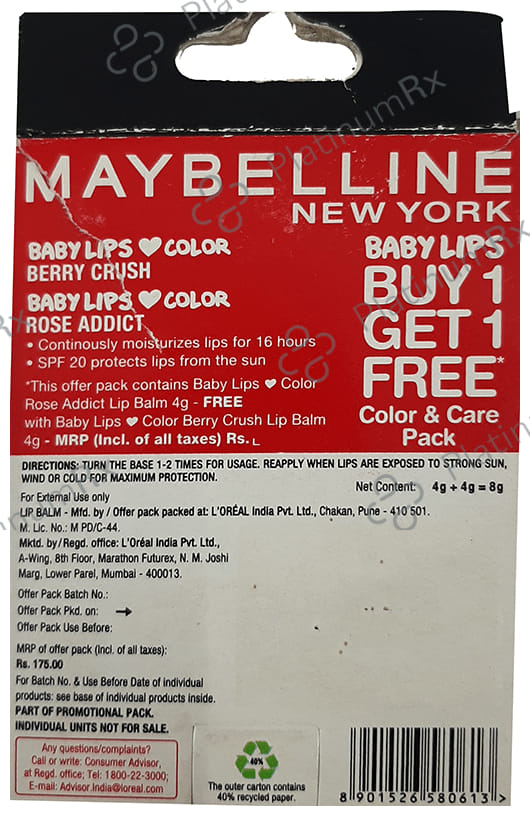 MAYBELLINE
NEW YORK
BABY LIPS ♥ COLOR
BERRY CRUSH
BABY LIPS ♥ COLOR
ROSE ADDICT
• Continously moisturizes lips for 16 hours
• SPF 20 protects lips from the sun
*This offer pack contains Baby Lips ♥ Color
Rose Addict Lip Balm 4g - FREE
with Baby Lips ♥ Color Berry Crush Lip Balm
4g - MRP (Incl. of all taxes) Rs.
BABY LIPS
BUY 1
GET 1
FREE*
Color & Care
Pack
DIRECTIONS: TURN THE BASE 1-2 TIMES FOR USAGE. REAPPLY WHEN LIPS ARE EXPOSED TO STRONG SUN,
WIND OR COLD FOR MAXIMUM PROTECTION.
Net Content: 4g + 4g = 8g
For External Use only
LIP BALM - Mfd. by / Offer pack packed at: L'ORÉAL India Pvt. Ltd., Chakan, Pune - 410 501.
M. Lic. No.: M PD/C-44.
Mktd. by/Regd. office: L'Oréal India Pvt. Ltd.,
A-Wing, 8th Floor, Marathon Futurex, N. M. Joshi
Marg, Lower Parel, Mumbai - 400013.
Offer Pack Batch No.:
Offer Pack Pkd. on: →
Offer Pack Use Before:
MRP of offer pack (Incl. of all taxes):
Rs. 175.00
For Batch No. & Use Before Date of individual
products: see base of individual products inside.
PART OF PROMOTIONAL PACK.
INDIVIDUAL UNITS NOT FOR SALE.
Any questions/complaints?
Call or write: Consumer Advisor,
at Regd. office; Tel: 1800-22-3000;
E-mail: Advisor.India@loreal.com
40%
The outer carton contains
40% recycled paper.
8 901526 580613 >
PlatinumRx
PlatinumRx
PlatinumRx
PlatinumRx